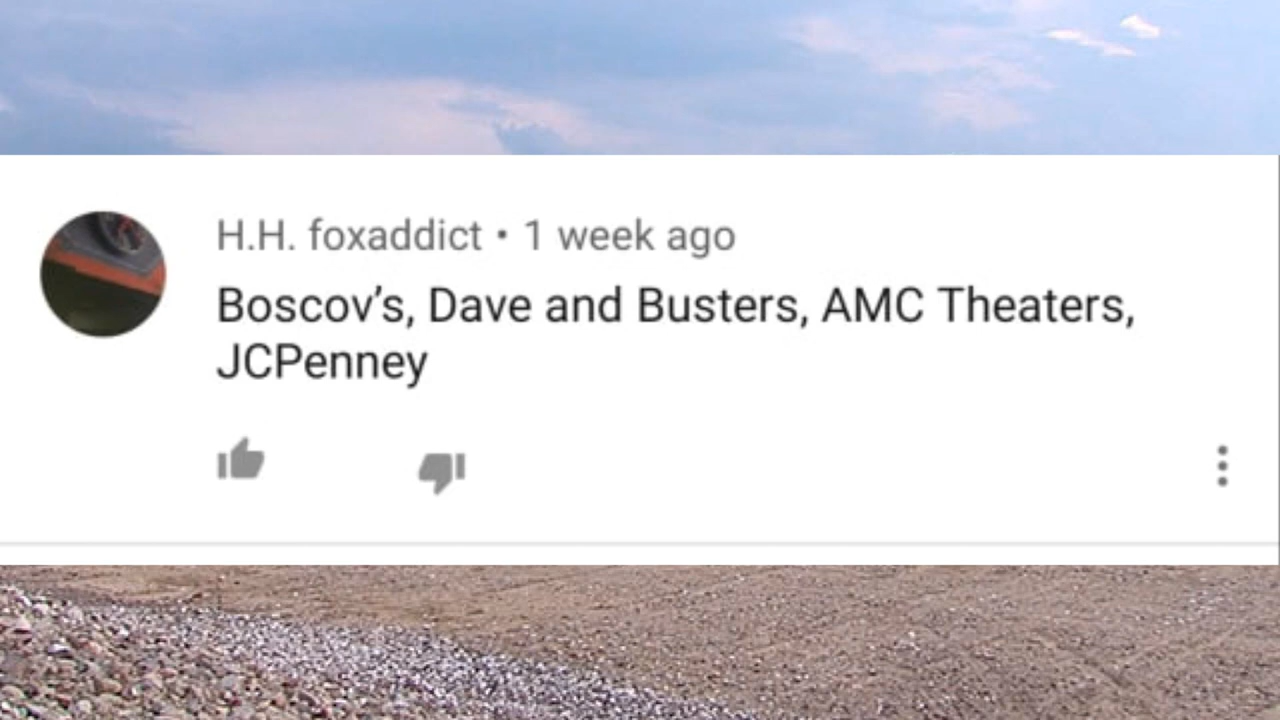 H.H. foxaddict • 1 week ago
Boscov’s, Dave and Busters, AMC Theaters,
JCPenney